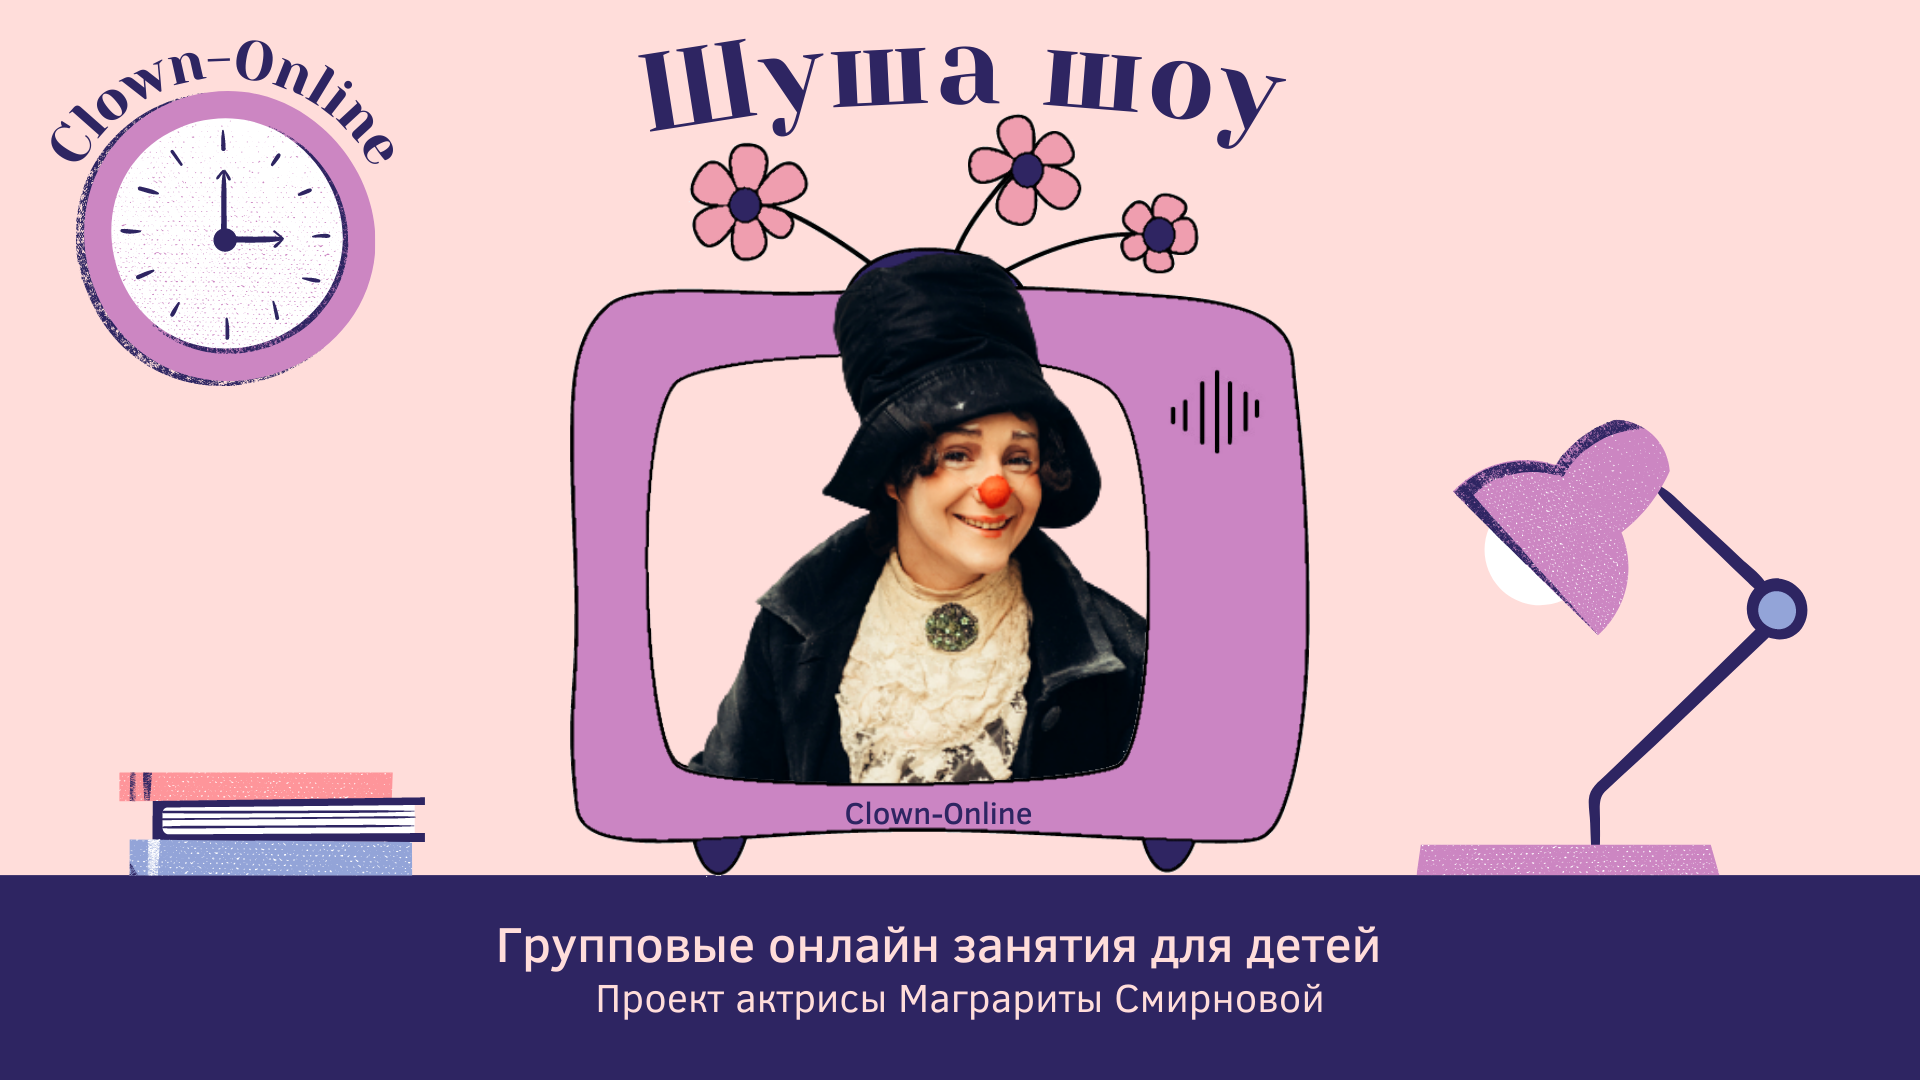 Clown-Online
Шуша шоу
Clown-Online
Групповые онлайн занятия для детей
Проект актрисы Маграриты Смирновой